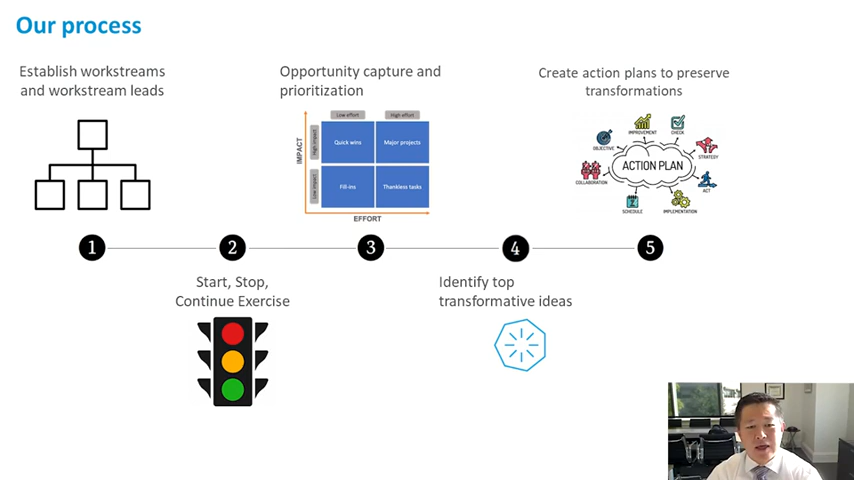 Our process
Establish workstreams
and workstream leads
Opportunity capture and
prioritization
Create action plans to preserve
transformations
Low effort
High effort
IMPACT
High impact
Quick wins
Major projects
Low impact
Fill-ins
Thankless tasks
EFFORT
IMPROVEMENT
CHECK
OBJECTIVE
STRATEGY
ACTION PLAN
COLLABORATION
ACT
SCHEDULE
IMPLEMENTATION
1
2
3
4
5
Start, Stop,
Continue Exercise
Identify top
transformative ideas